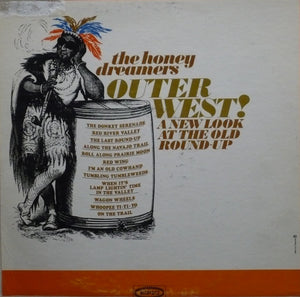 the honey
dreamers
OUTER
WEST!
A NEW LOOK
AT THE OLD
ROUND-UP
THE DONKEY SERENADE
RED RIVER VALLEY
THE LAST ROUND-UP
ALONG THE NAVAJO TRAIL
ROLL ALONG PRAIRIE MOON
RED WING
I'M AN OLD COWHAND
TUMBLING TUMBLEWEEDS
WHEN IT'S
LAMP LIGHTIN' TIME
IN THE VALLEY
WAGON WHEELS
WHOOPEE TI-YI-YO
ON THE TRAIL
EPIC